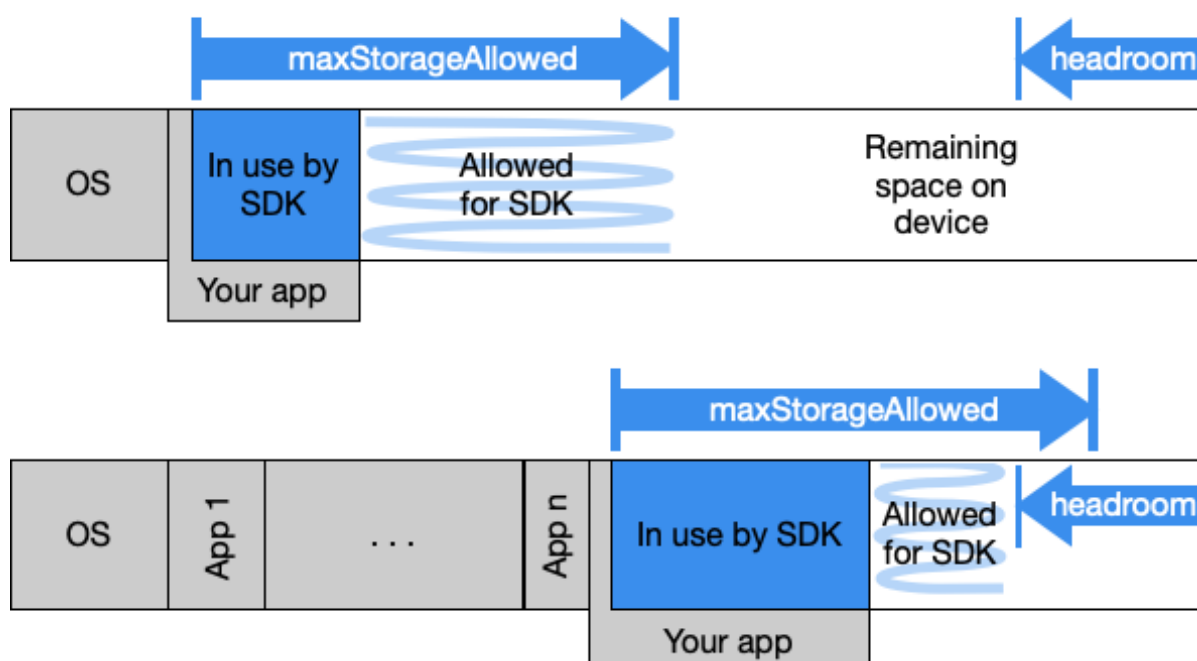 maxStorageAllowed
headroom
OS
In use by
SDK
Allowed
for SDK
Remaining
space on
device
Your app
maxStorageAllowed
headroom
OS
App 1
. . .
App n
In use by SDK
Allowed
for SDK
Your app